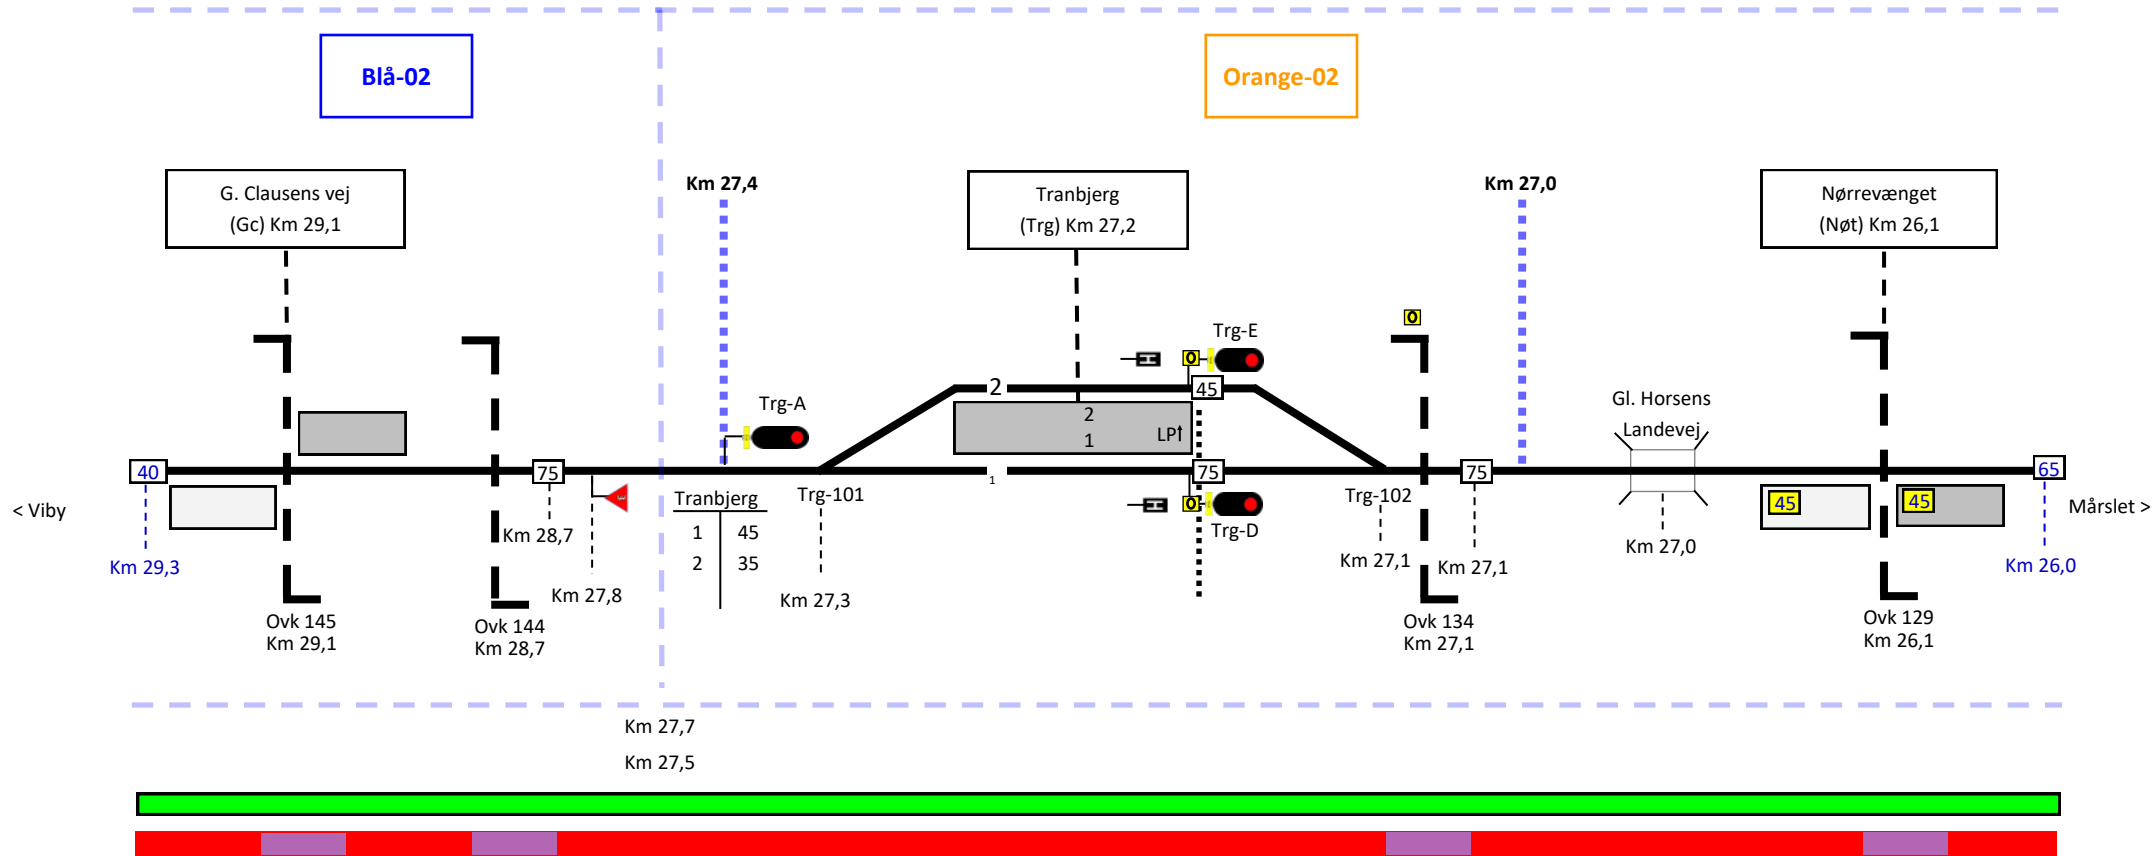 Blå-02
Orange-02
G. Clausens vej
(Gc) Km 29,1
Km 27,4
Tranbjerg
(Trg) Km 27,2
Km 27,0
Nørrevænget
(Nøt) Km 26,1
O
Trg-E
H
O
2
45
Trg-A
2
1
LP↑
Gl. Horsens
Landevej
40
75
1
75
75
65
< Viby
Mårslet >
E
Tranbjerg
1 45
2 35
Trg-101
H
O
Trg-D
Trg-102
45
45
Km 29,3
Km 28,7
Km 27,8
Km 27,3
Km 27,1
Km 27,1
Km 27,0
Km 26,0
Ovk 145
Km 29,1
Ovk 144
Km 28,7
Ovk 134
Km 27,1
Ovk 129
Km 26,1
Km 27,7
Km 27,5